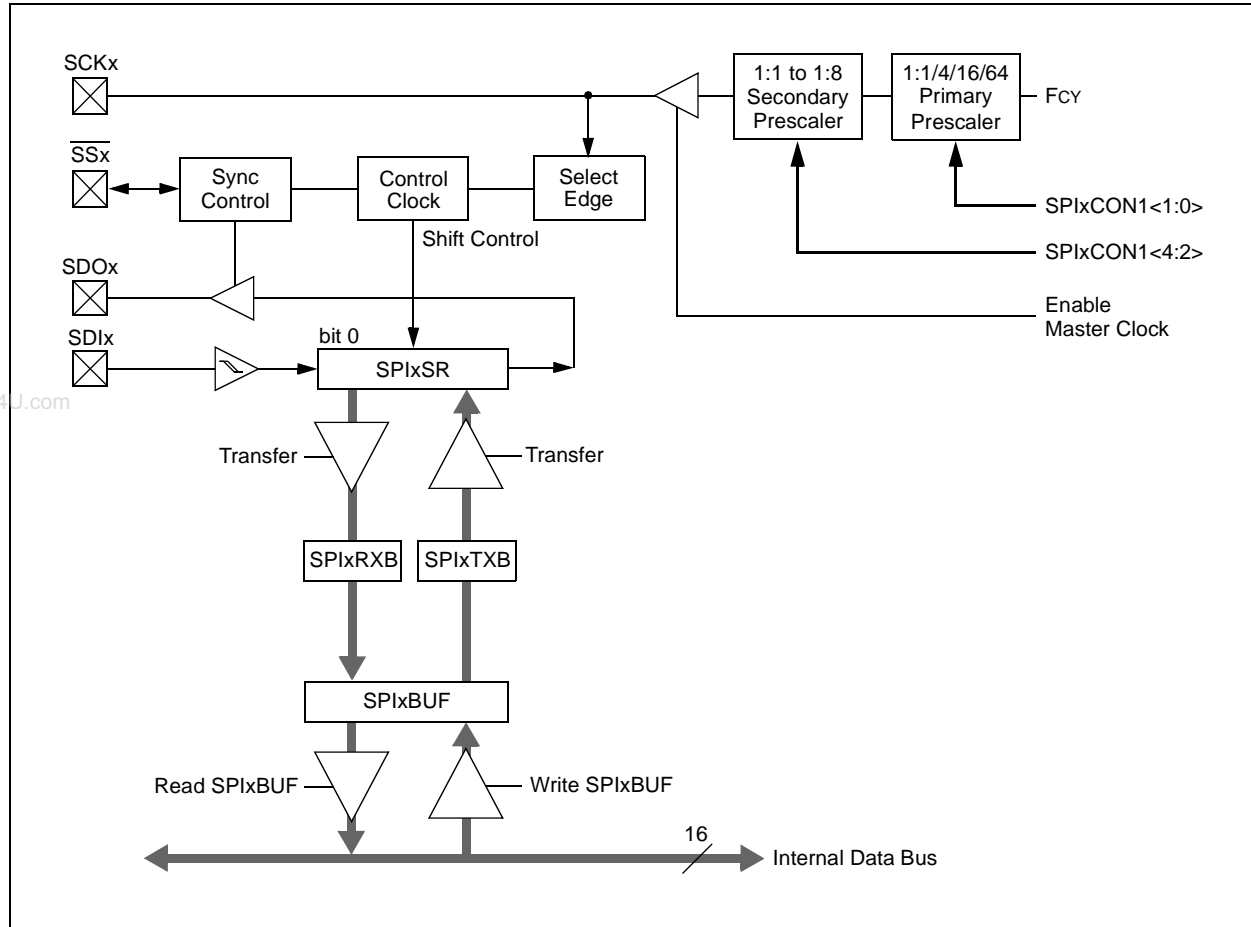 SCKx
1:1 to 1:8
Secondary
Prescaler
1:1/4/16/64
Primary
Prescaler
FCY
SSx
Sync
Control
Control
Clock
Select
Edge
SPIxCON1<1:0>
Shift Control
SPIxCON1<4:2>
SDOx
Enable
Master Clock
SDIx
bit 0
SPIxSR
4U.com
Transfer
Transfer
SPIxRXB
SPIxTXB
SPIxBUF
Read SPIxBUF
Write SPIxBUF
16
Internal Data Bus